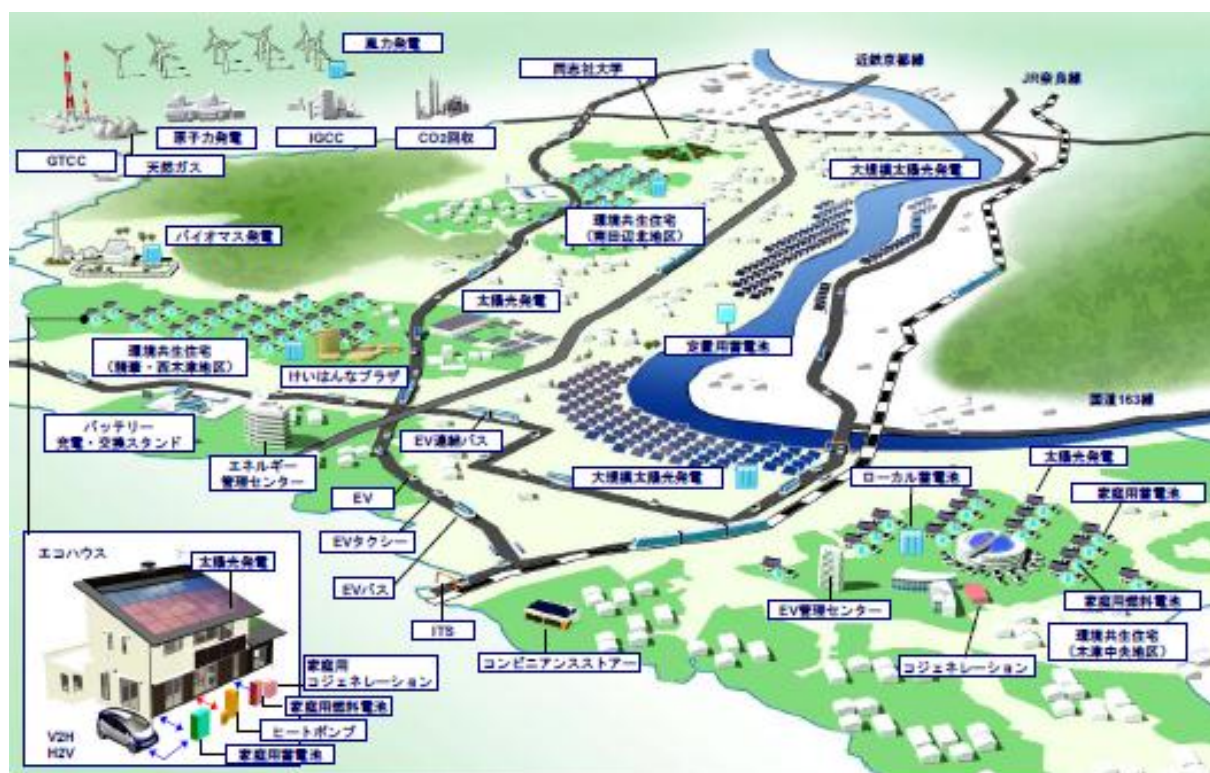 風力発電
近鉄京都線
同志社大学
JR奈良線
原子力発電
IGCC
CO2回収
GTCC
天然ガス
大規模太陽光発電
環境共生住宅
(南田辺北地区)
バイオマス発電
太陽光発電
定置用蓄電池
環境共生住宅
(精華・西木津地区)
けいはんなプラザ
国道163線
バッテリー
充電・交換スタンド
EV連絡バス
エネルギー
管理センター
太陽光発電
大規模太陽光発電
ローカル蓄電池
EV
家庭用蓄電池
EVタクシー
エコハウス
太陽光発電
EVバス
EV管理センター
家庭用燃料電池
ITS
環境共生住宅
(木津中央地区)
コンビニアンスストアー
コジェネレーション
家庭用
コジェネレーション
家庭用燃料電池
ヒートポンプ
V2H
H2V
家庭用蓄電池